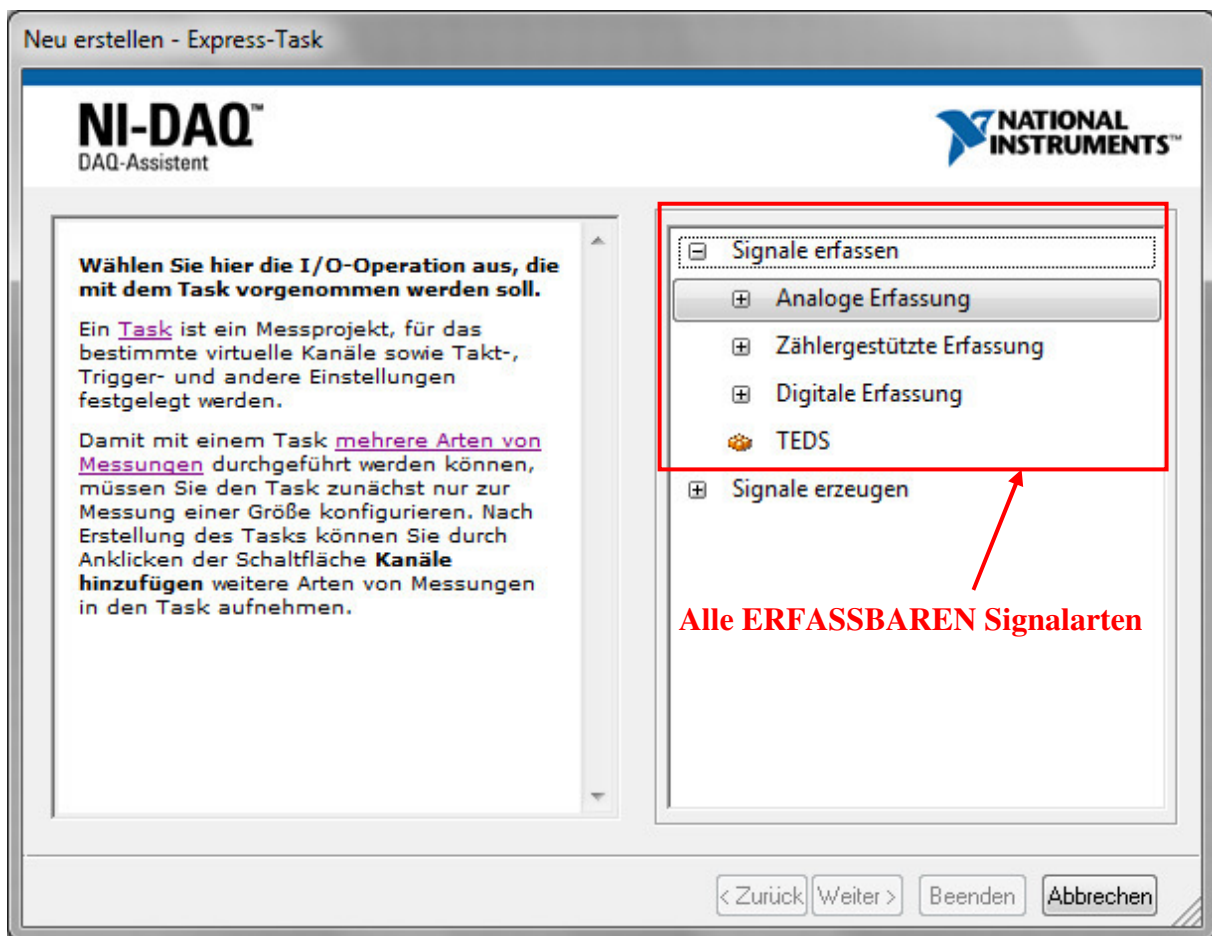 Neu erstellen - Express-Task
NI-DAQ™
DAQ-Assistent
NATIONAL
INSTRUMENTS™
Wählen Sie hier die I/O-Operation aus, die
mit dem Task vorgenommen werden soll.
Ein Task ist ein Messprojekt, für das
bestimmte virtuelle Kanäle sowie Takt-,
Trigger- und andere Einstellungen
festgelegt werden.
Damit mit einem Task mehrere Arten von
Messungen durchgeführt werden können,
müssen Sie den Task zunächst nur zur
Messung einer Größe konfigurieren. Nach
Erstellung des Tasks können Sie durch
Anklicken der Schaltfläche Kanäle
hinzufügen weitere Arten von Messungen
in den Task aufnehmen.
Signale erfassen
Analoge Erfassung
Zählergestützte Erfassung
Digitale Erfassung
TEDS
Signale erzeugen
Alle ERFASSBAREN Signalarten
< Zurück Weiter > Beenden Abbrechen